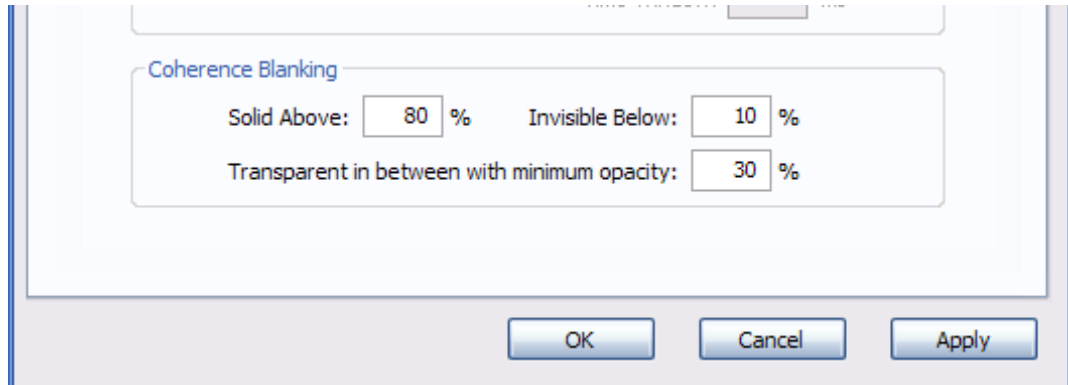 Coherence Blanking
Solid Above: 80 % Invisible Below: 10 %
Transparent in between with minimum opacity: 30 %
OK Cancel Apply